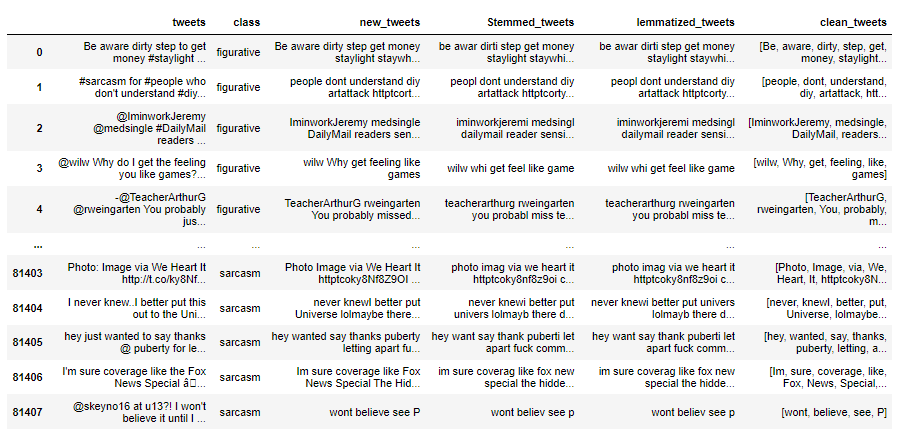 tweets class new_tweets Stemmed_tweets lemmatized_tweets clean_tweets
0 Be aware dirty step to get money #staylight ... figurative Be aware dirty step get money staylight staywh... be awar dirti step get money staylight staywhi... be awar dirti step get money staylight staywhi... [Be, aware, dirty, step, get, money, staylight...
1 #sarcasm for #people who don't understand #diy... figurative people dont understand diy artattack httptcort... peopl dont understand diy artattack httptcorty... peopl dont understand diy artattack httptcorty... [people, dont, understand, diy, artattack, htt...
2 @IminworkJeremy @medsingle #DailyMail readers ... figurative IminworkJeremy medsingle DailyMail readers sen... iminworkjeremi medsingl dailymail reader sensi... iminworkjeremi medsingl dailymail reader sensi... [IminworkJeremy, medsingle, DailyMail, readers...
3 @wilw Why do I get the feeling you like games?... figurative wilw Why get feeling like games wilw whi get feel like game wilw whi get feel like game [wilw, Why, get, feeling, like, games]
4 -@TeacherArthurG @rweingarten You probably jus... figurative TeacherArthurG rweingarten You probably missed... teacherarthurg rweingarten you probabl miss te... teacherarthurg rweingarten you probabl miss te... [TeacherArthurG, rweingarten, You, probably, m...
... ... ... ... ... ... ...
81403 Photo: Image via We Heart It http://t.co/ky8Nf... sarcasm Photo Image via We Heart It httptcoky8Nf8Z9OI ... photo imag via we heart it httptcoky8nf8z9oi c... photo imag via we heart it httptcoky8nf8z9oi c... [Photo, Image, via, We, Heart, It, httptcoky8N...
81404 I never knew..I better put this out to the Uni... sarcasm never knewI better put Universe lolmaybe there... never knewi better put univers lolmayb there d... never knewi better put univers lolmayb there d... [never, knewI, better, put, Universe, lolmaybe...
81405 hey just wanted to say thanks @ puberty for le... sarcasm hey wanted say thanks puberty letting apart fu... hey want say thank puberti let apart fuck comm... hey want say thank puberti let apart fuck comm... [hey, wanted, say, thanks, puberty, letting, a...
81406 I'm sure coverage like the Fox News Special â... sarcasm Im sure coverage like Fox News Special The Hid... im sure coverag like fox news special the hidde... im sure coverag like fox news special the hidde... [Im, sure, coverage, like, Fox, News, Special,...
81407 @skeyno16 at u13?! I won't believe it until I ... sarcasm wont believe see P wont believ see p wont believ see p [wont, believe, see, P]